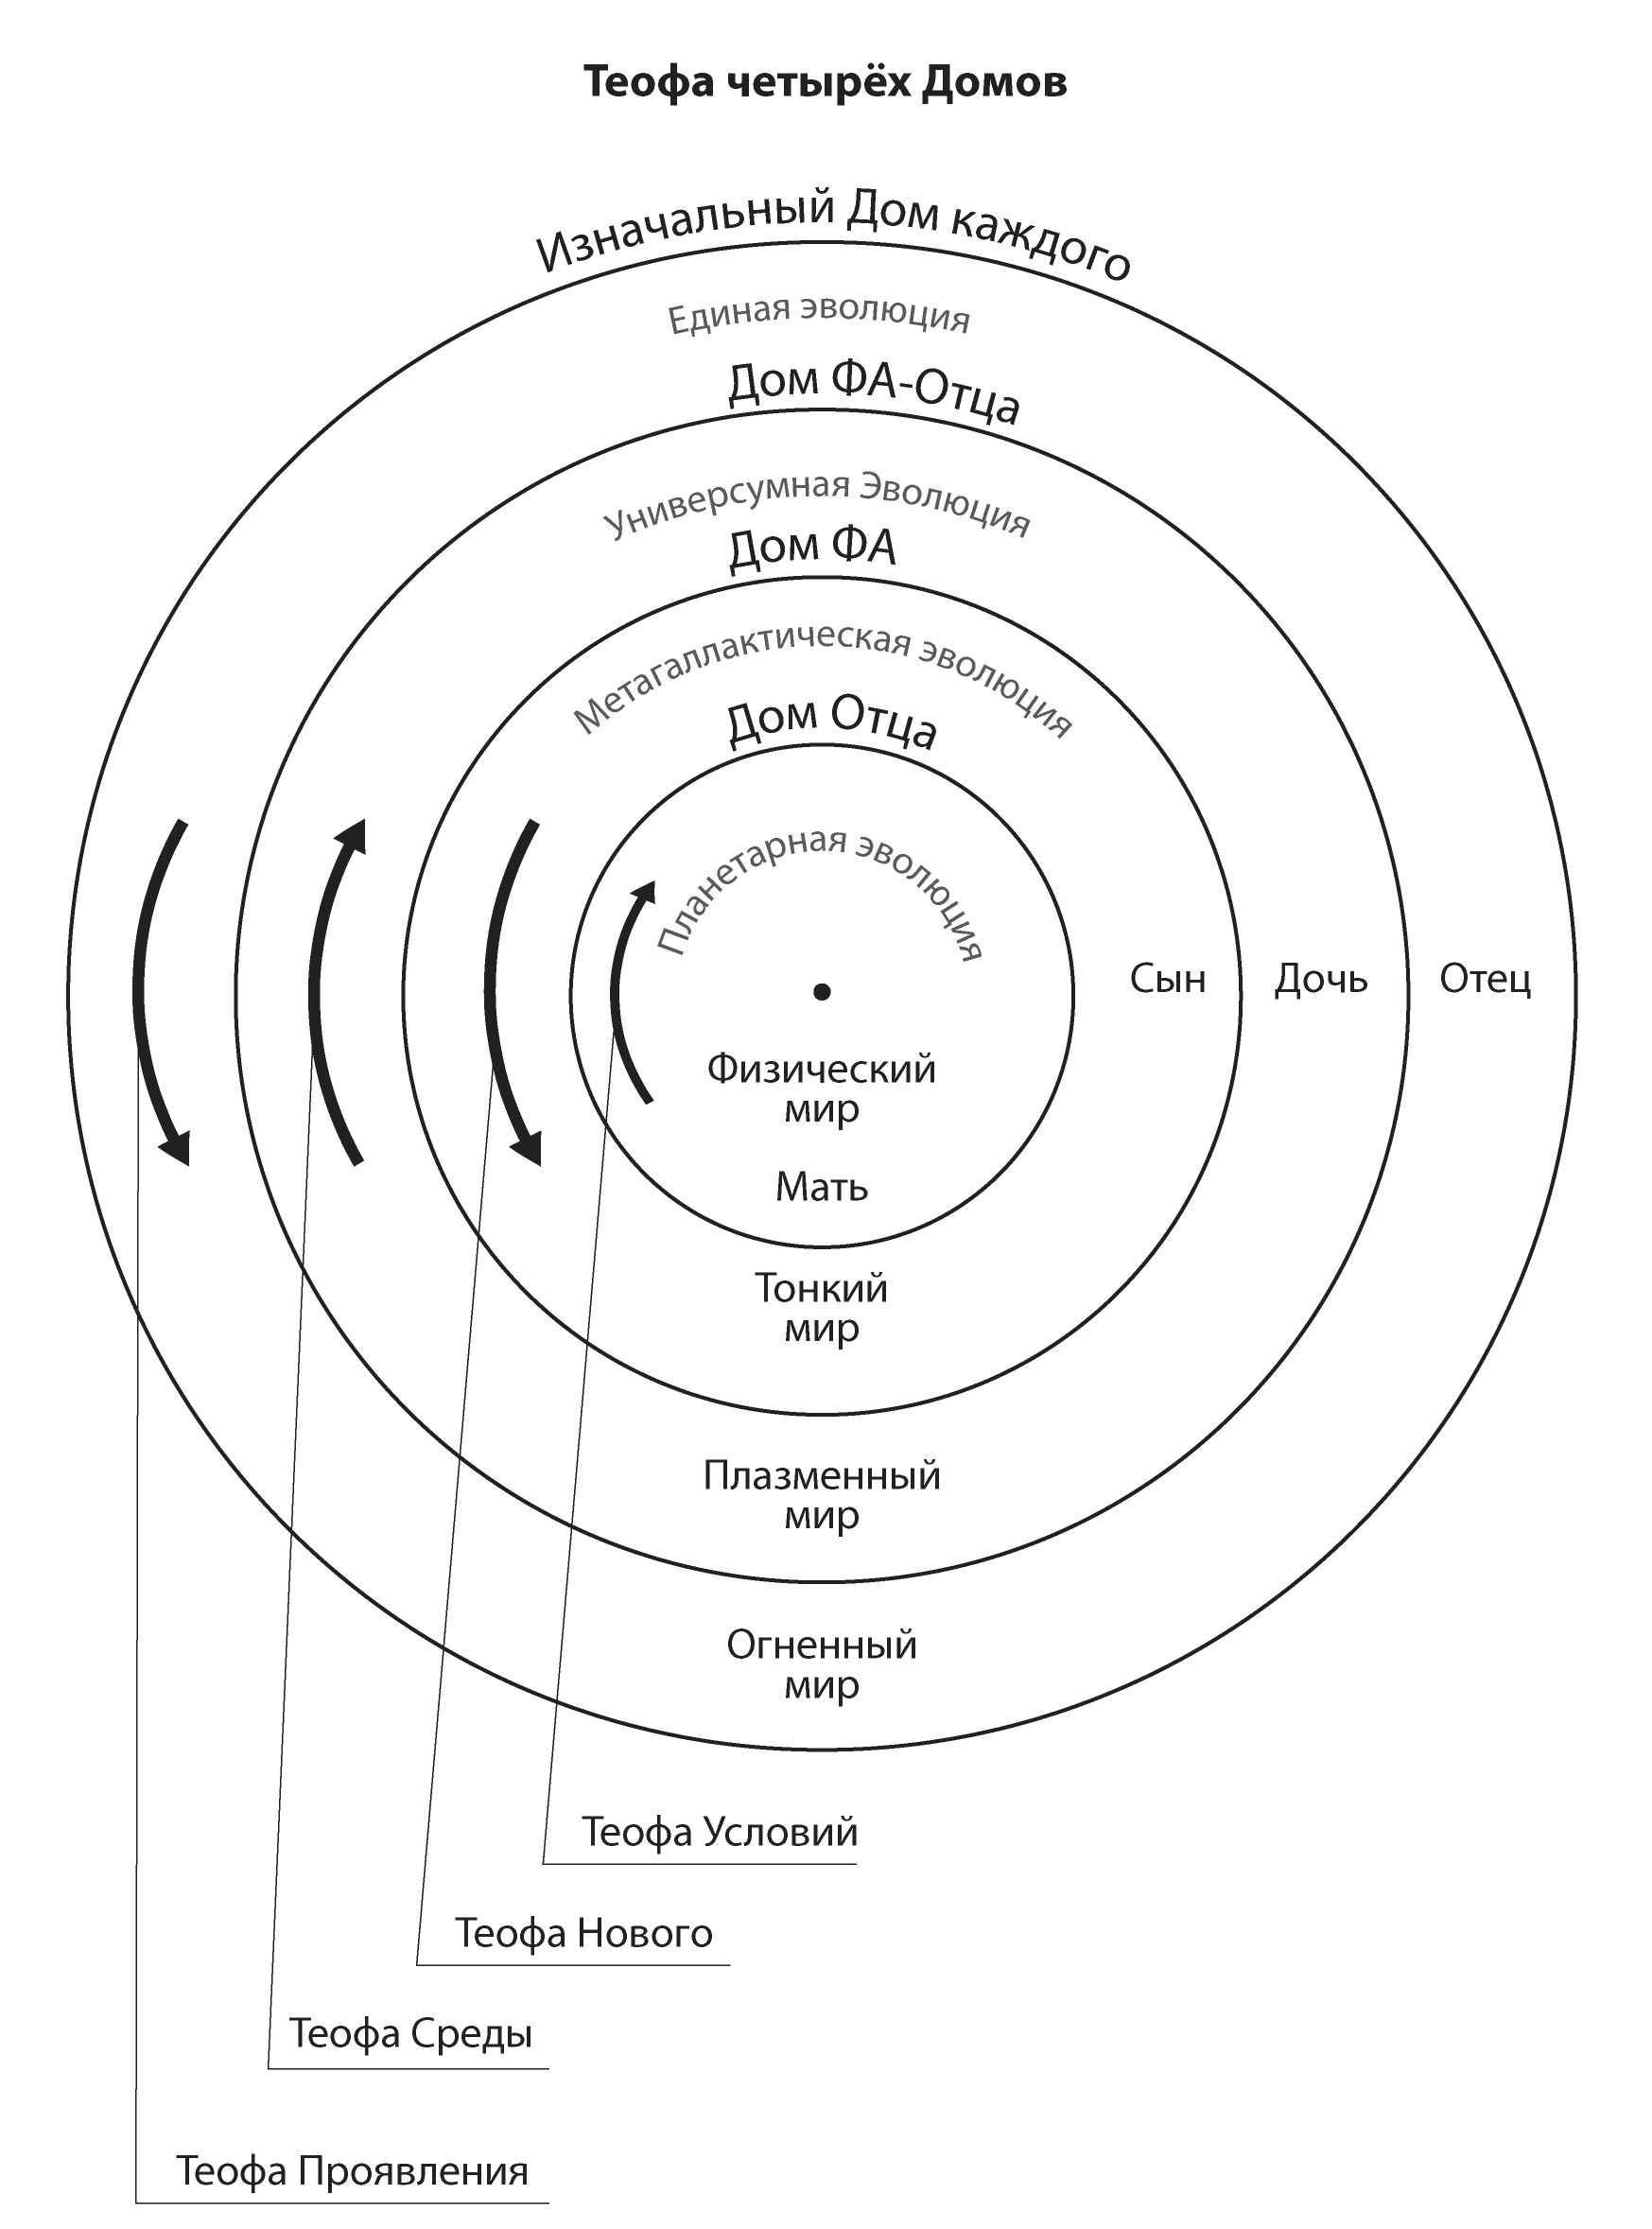 Теофа четырёх Домов
Изначальный Дом каждого
Единая эволюция
Дом ФА-Отца
Универсумная Эволюция
Дом ФА
Метагаллактическая эволюция
Дом Отца
Планетарная эволюция
Сын
Дочь
Отец
Физический
мир
Мать
Тонкий
мир
Плазменный
мир
Огненный
мир
Теофа Условий
Теофа Нового
Теофа Среды
Теофа Проявления